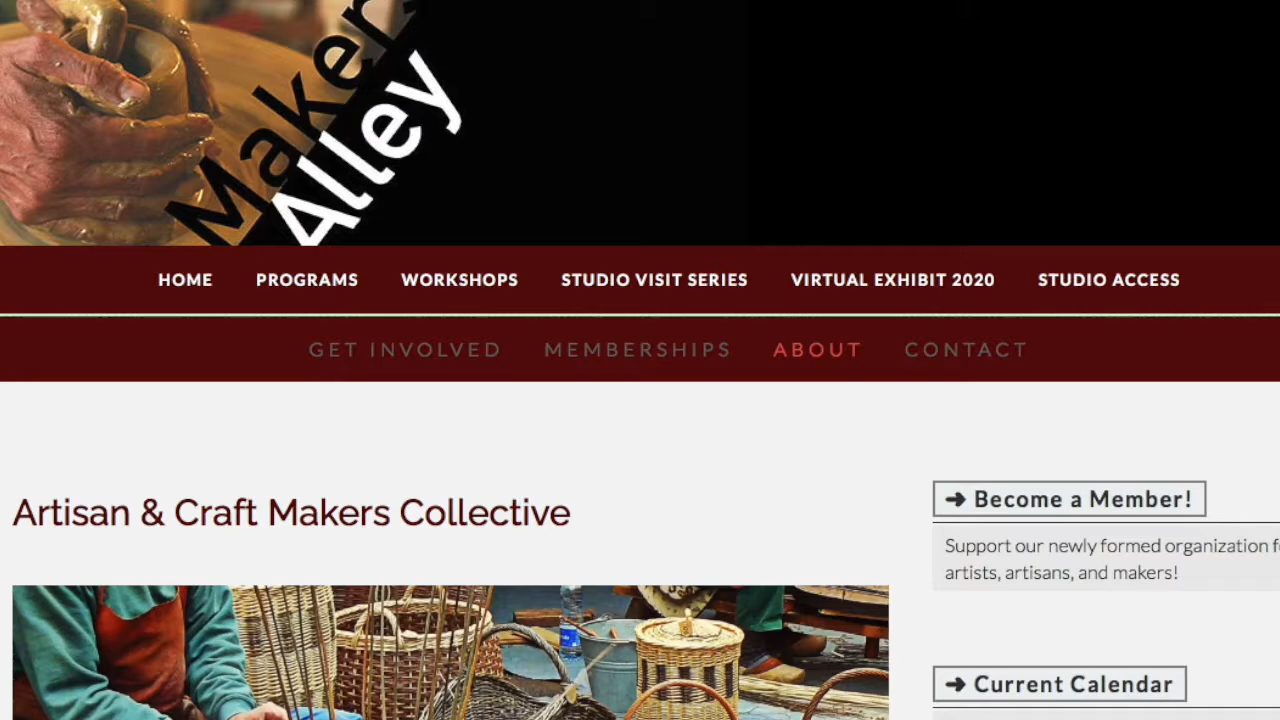 Maker
Alley
HOME PROGRAMS WORKSHOPS STUDIO VISIT SERIES VIRTUAL EXHIBIT 2020 STUDIO ACCESS
GET INVOLVED MEMBERSHIPS ABOUT CONTACT
Artisan & Craft Makers Collective
➜ Become a Member!
Support our newly formed organization
artists, artisans, and makers!
➜ Current Calendar